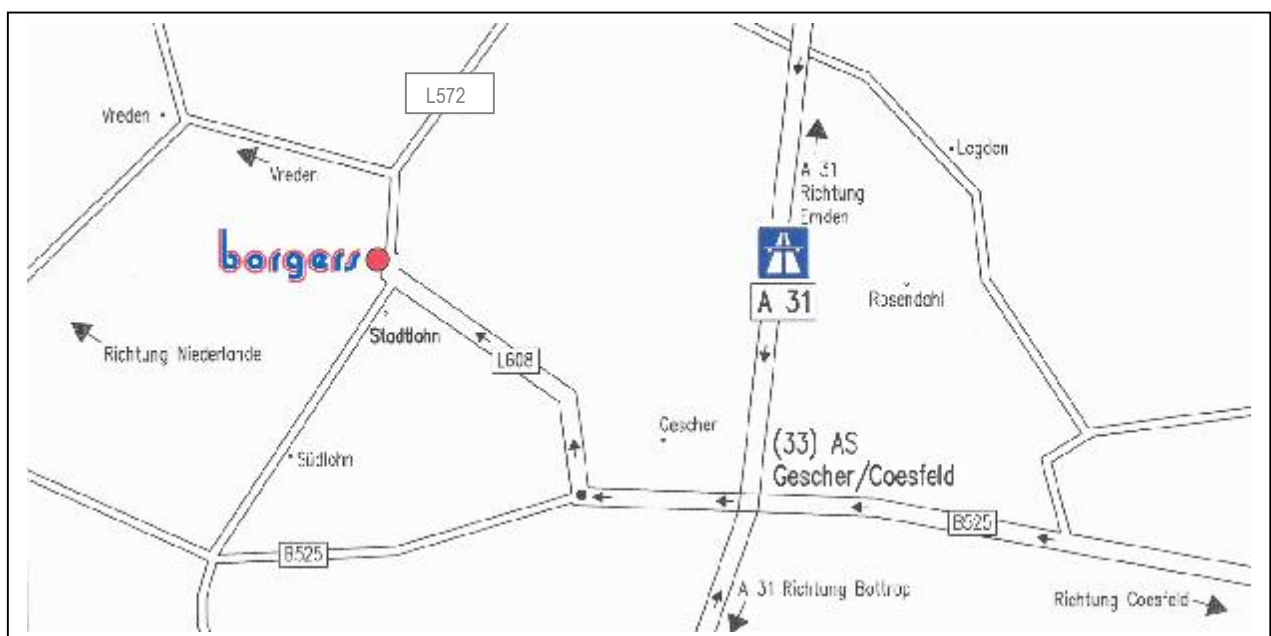 L572
Vreden
Vreden
Legden
A 31
Richtung
Emden
borgers
A 31
Rosendahl
Stadtlohn
Richtung Niederlande
L608
Gescher
(33) AS
Gescher/Coesfeld
Südlohn
B525
B525
A 31 Richtung Bottrop
Richtung Coesfeld